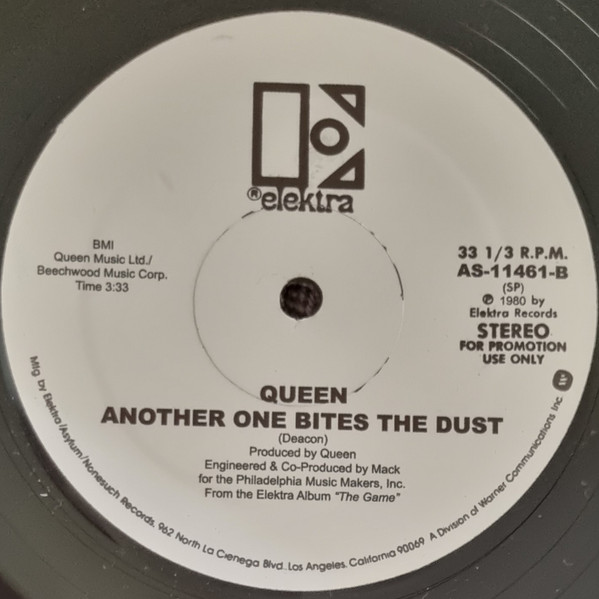 ® elektra
BMI
Queen Music Ltd./
Beechwood Music Corp.
Time 3:33
33 1/3 R.P.M.
AS-11461-B
(SP)
℗ 1980 by
Elektra Records
STEREO
FOR PROMOTION
USE ONLY
QUEEN
ANOTHER ONE BITES THE DUST
(Deacon)
Produced by Queen
Engineered & Co-Produced by Mack
for the Philadelphia Music Makers, Inc.
From the Elektra Album "The Game"
Mfg. by Elektra/Asylum/Nonesuch Records, 962 North La Cienega Blvd., Los Angeles, California 90069 A Division of Warner Communications Inc.